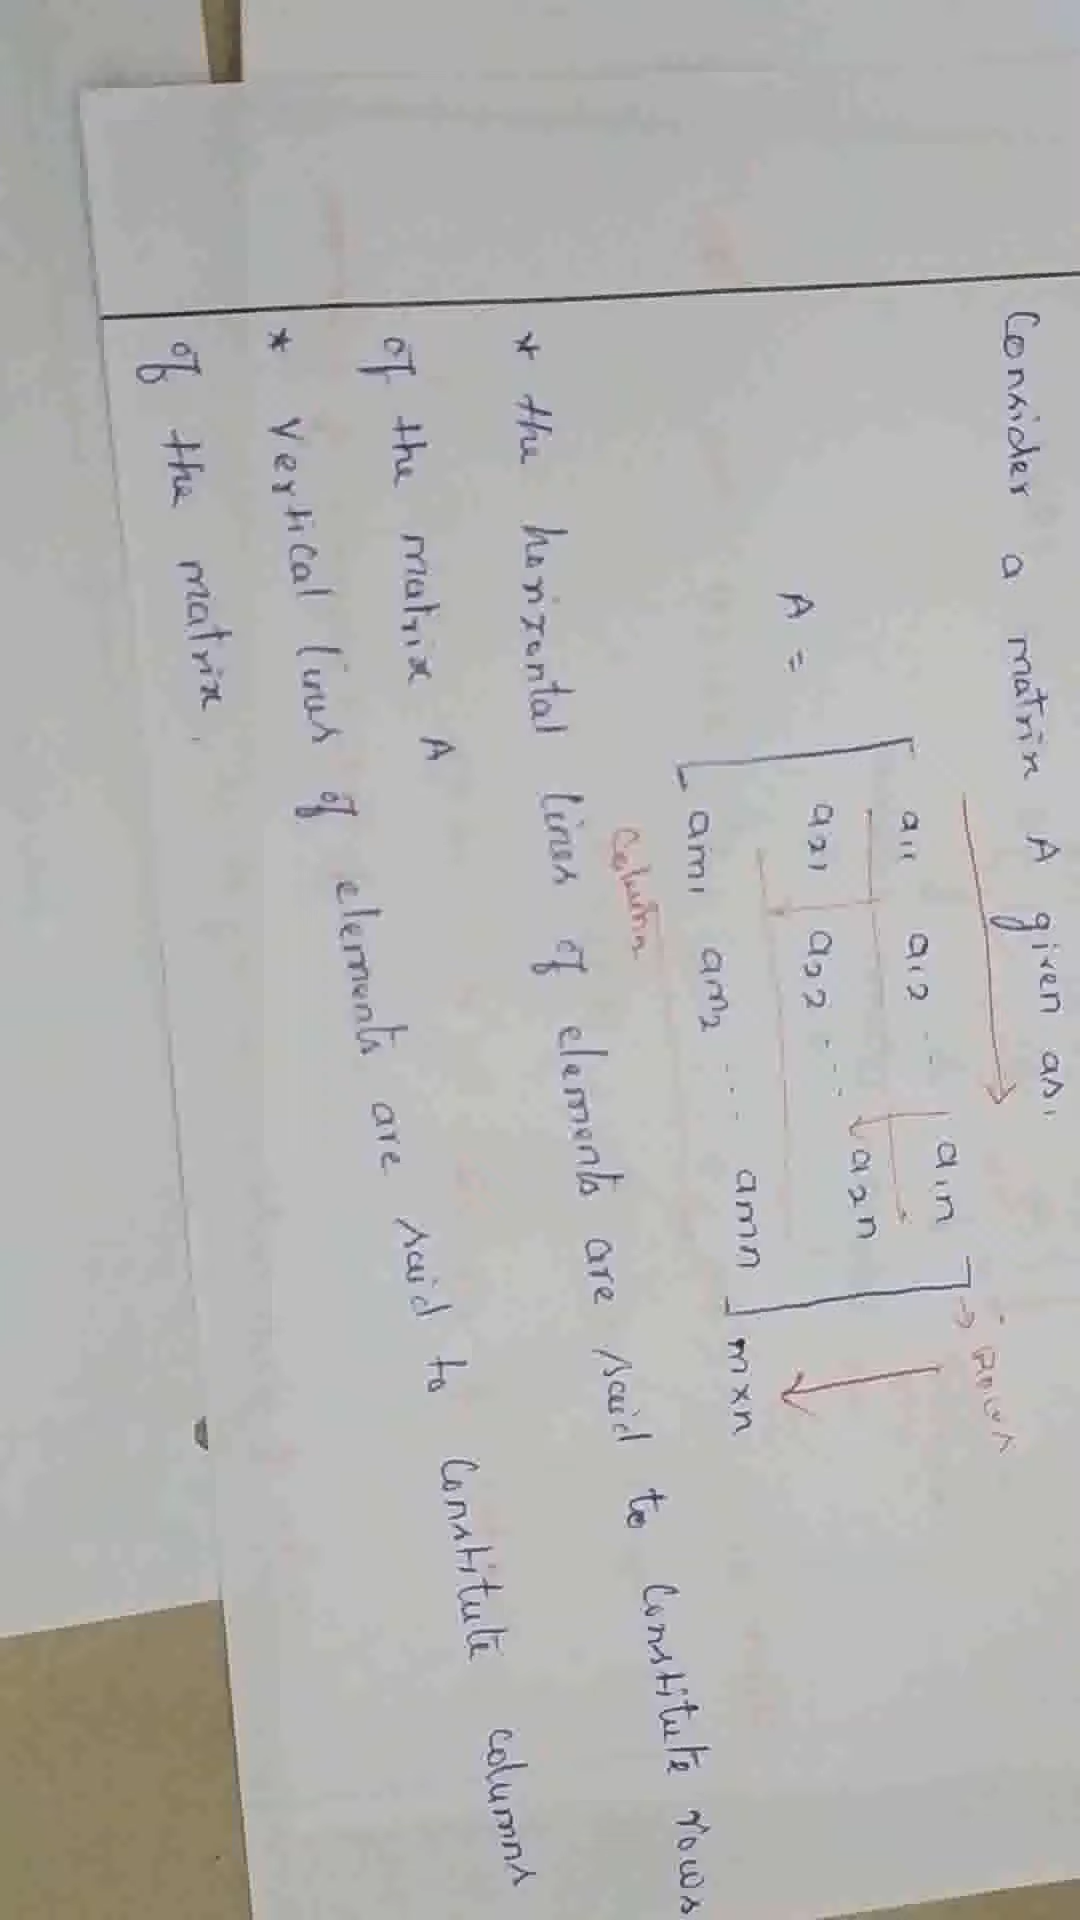 Consider a matrix A given as,
→ Rows
a11 a12 .. a1n
A = a21 a22 ... a2n
am1 am2 ... amn m×n
Column
* the horizontal lines of elements are said to constitute rows
of the matrix A
* Vertical lines of elements are said to constitute columns
of the matrix.